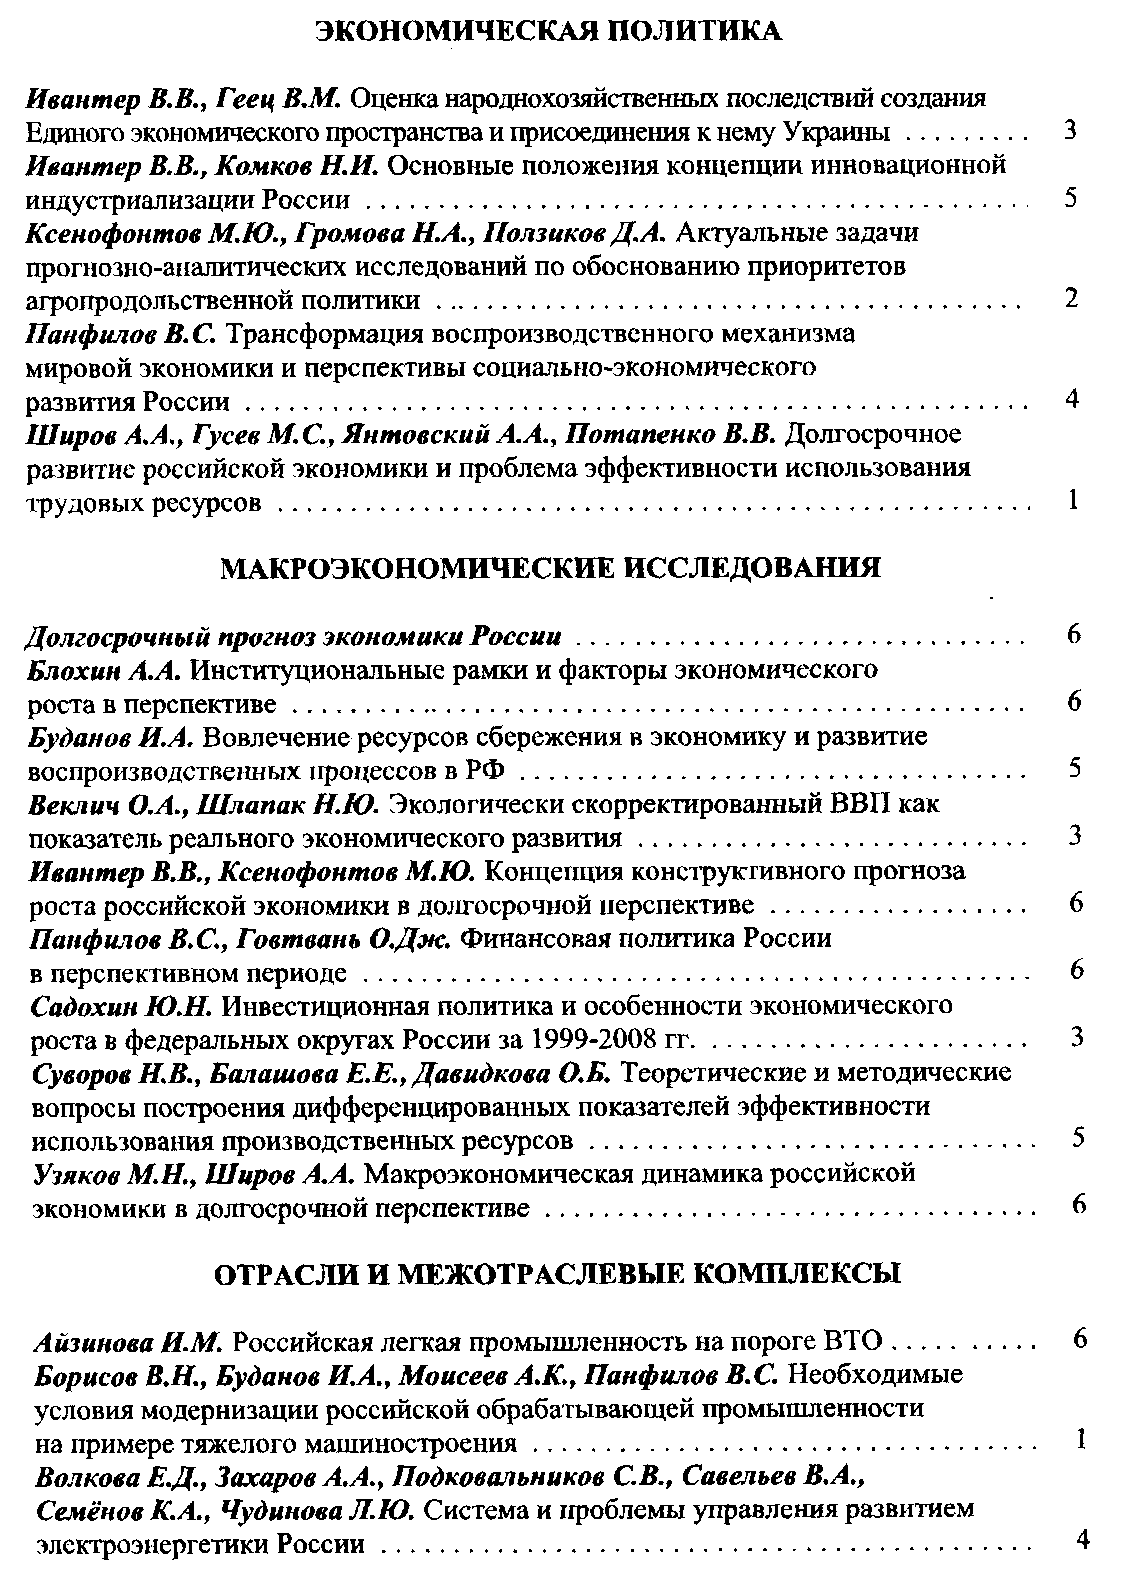 ЭКОНОМИЧЕСКАЯ ПОЛИТИКА
Ивантер В.В., Геец В.М. Оценка народнохозяйственных последствий создания
Единого экономического пространства и присоединения к нему Украины . . . . . . . . . 3
Ивантер В.В., Комков Н.И. Основные положения концепции инновационной
индустриализации России . . . . . . . . . . . . . . . . . . . . 5
Ксенофонтов М.Ю., Громова Н.А., Ползиков Д.А. Актуальные задачи
прогнозно-аналитических исследований по обоснованию приоритетов
агропродольственной политики . . . . . . . . . . . . . . . . . . . . 2
Панфилов В.С. Трансформация воспроизводственного механизма
мировой экономики и перспективы социально-экономического
развития России . . . . . . . . . . . . . . . . . . . . 4
Широв А.А., Гусев М.С., Янтовский А.А., Потапенко В.В. Долгосрочное
развитие российской экономики и проблема эффективности использования
трудовых ресурсов . . . . . . . . . . . . . . . . . . . . 1
МАКРОЭКОНОМИЧЕСКИЕ ИССЛЕДОВАНИЯ
Долгосрочный прогноз экономики России . . . . . . . . . . . . . . . . . . . . 6
Блохин А.А. Институциональные рамки и факторы экономического
роста в перспективе . . . . . . . . . . . . . . . . . . . . 6
Буданов И.А. Вовлечение ресурсов сбережения в экономику и развитие
воспроизводственных процессов в РФ . . . . . . . . . . . . . . . . . . . . 5
Веклич О.А., Шлапак Н.Ю. Экологически скорректированный ВВП как
показатель реального экономического развития . . . . . . . . . . . . . . . . . . . . 3
Ивантер В.В., Ксенофонтов М.Ю. Концепция конструктивного прогноза
роста российской экономики в долгосрочной перспективе . . . . . . . . . . . . . . . . . . 6
Панфилов В.С., Говтвань О.Дж. Финансовая политика России
в перспективном периоде . . . . . . . . . . . . . . . . . . . . 6
Садохин Ю.Н. Инвестиционная политика и особенности экономического
роста в федеральных округах России за 1999-2008 гг. . . . . . . . . . . . . . . . . . . . 3
Суворов Н.В., Балашова Е.Е., Давидкова О.Б. Теоретические и методические
вопросы построения дифференцированных показателей эффективности
использования производственных ресурсов . . . . . . . . . . . . . . . . . . . . 5
Узяков М.Н., Широв А.А. Макроэкономическая динамика российской
экономики в долгосрочной перспективе . . . . . . . . . . . . . . . . . . . . 6
ОТРАСЛИ И МЕЖОТРАСЛЕВЫЕ КОМПЛЕКСЫ
Айзинова И.М. Российская легкая промышленность на пороге ВТО . . . . . . . . . . 6
Борисов В.Н., Буданов И.А., Моисеев А.К., Панфилов В.С. Необходимые
условия модернизации российской обрабатывающей промышленности
на примере тяжелого машиностроения . . . . . . . . . . . . . . . . . . . . 1
Волкова Е.Д., Захаров А.А., Подковальников С.В., Савельев В.А.,
Семёнов К.А., Чудинова Л.Ю. Система и проблемы управления развитием
электроэнергетики России . . . . . . . . . . . . . . . . . . . . 4